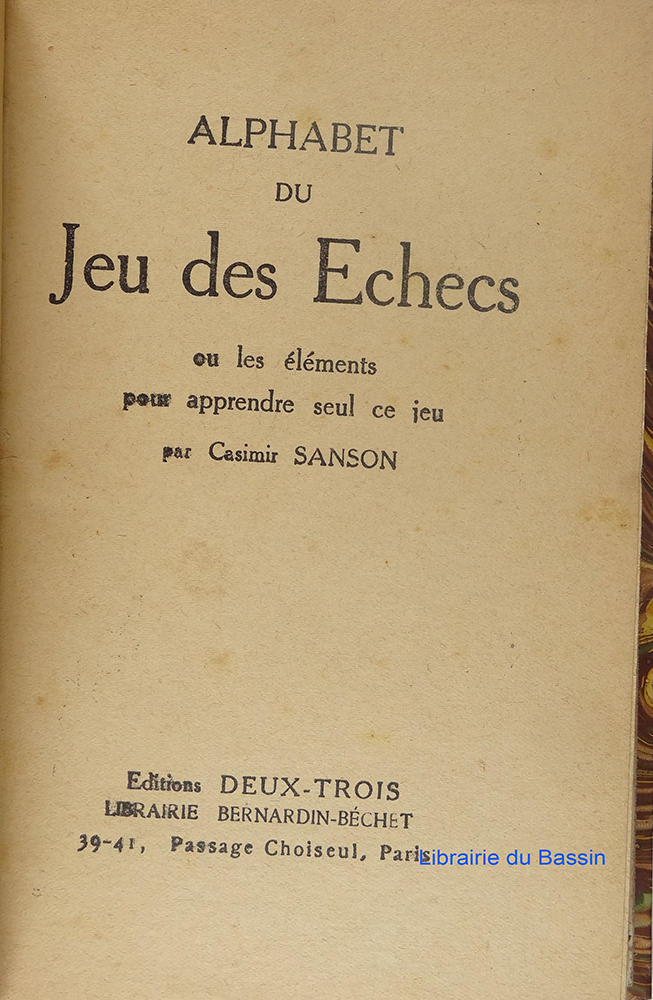 ALPHABET
DU
Jeu des Echecs
ou les éléments
pour apprendre seul ce jeu
par Casimir SANSON
Editions DEUX-TROIS
LIBRAIRIE BERNARDIN-BÉCHET
39-41, Passage Choiseul, Paris
Librairie du Bassin